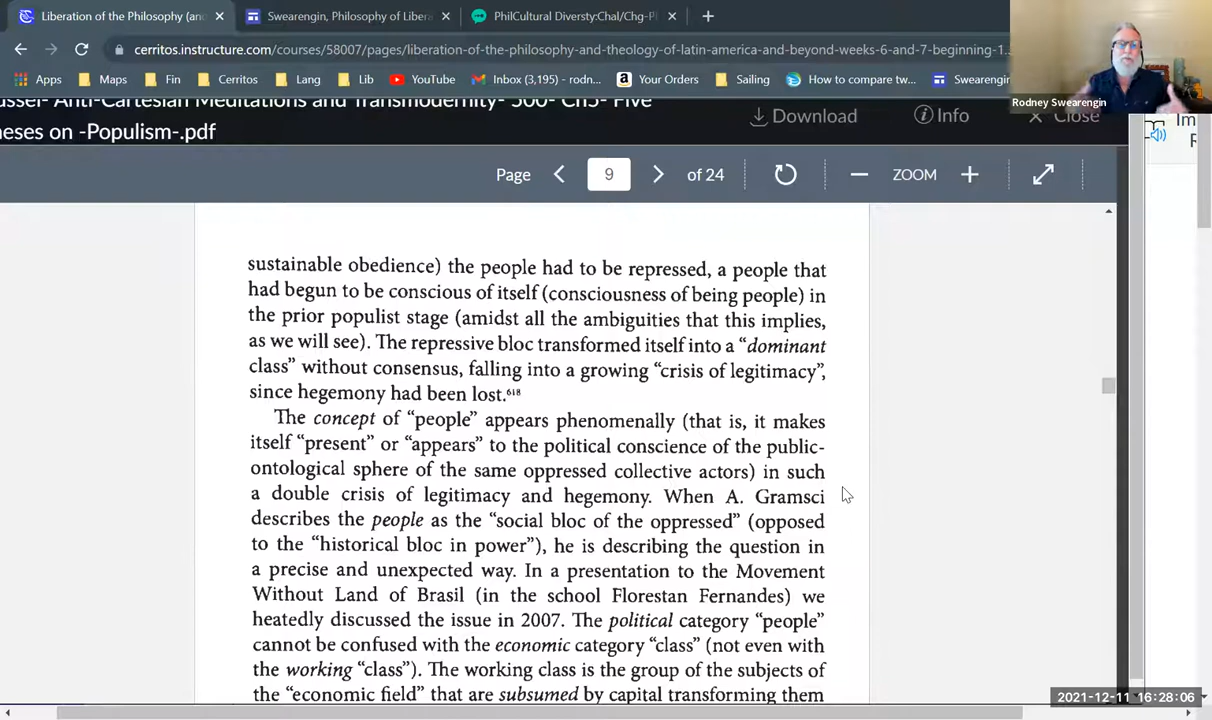 Liberation of the Philosophy (an
Swearengin, Philosophy of Libera
PhilCultural Diversty:Chal/Chg-P
cerritos.instructure.com/courses/58007/pages/liberation-of-the-philosophy-and-theology-of-latin-america-and-beyond-weeks-6-and-7-beginning-1...
Apps Maps Fin Cerritos Lang Lib YouTube Inbox (3,195) - rodn... Your Orders Sailing How to compare tw... Swearengin
Rodney Swearengin
ussel- Anti-Cartesian Meditations and Transmodernity- 300- Ch5- Five
heses on -Populism-.pdf
Download Info Close
Im
Page 9 of 24 ZOOM
sustainable obedience) the people had to be repressed, a people that
had begun to be conscious of itself (consciousness of being people) in
the prior populist stage (amidst all the ambiguities that this implies,
as we will see). The repressive bloc transformed itself into a “dominant
class” without consensus, falling into a growing “crisis of legitimacy”,
since hegemony had been lost.⁶¹⁸
The concept of “people” appears phenomenally (that is, it makes
itself “present” or “appears” to the political conscience of the public-
ontological sphere of the same oppressed collective actors) in such
a double crisis of legitimacy and hegemony. When A. Gramsci
describes the people as the “social bloc of the oppressed” (opposed
to the “historical bloc in power”), he is describing the question in
a precise and unexpected way. In a presentation to the Movement
Without Land of Brasil (in the school Florestan Fernandes) we
heatedly discussed the issue in 2007. The political category “people”
cannot be confused with the economic category “class” (not even with
the working “class”). The working class is the group of the subjects of
the “economic field” that are subsumed by capital transforming them
2021-12-11 16:28:06